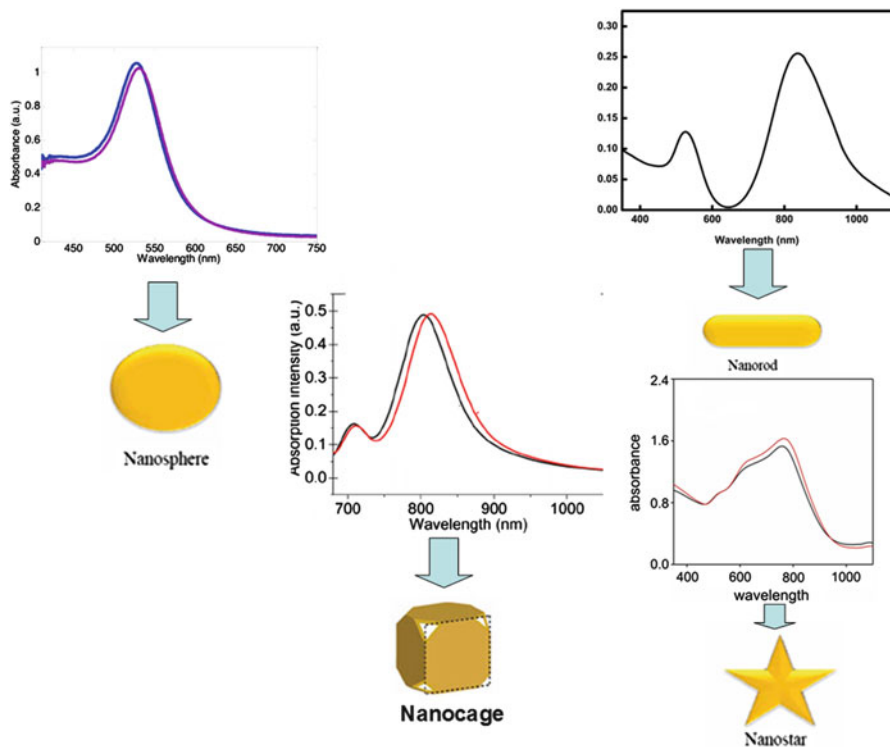 Absorbance (a.u.)
1
0.8
0.6
0.4
0.2
0
450 500 550 600 650 700 750
Wavelength (nm)
Nanosphere
0.30
0.25
0.20
0.15
0.10
0.05
0.00
400 600 800 1000
Wavelength (nm)
Nanorod
Absorption intensity (a.u.)
0.5
0.4
0.3
0.2
0.1
0.0
700 800 900 1000
Wavelength (nm)
Nanocage
absorbance
2.4
1.6
0.8
0.0
400 600 800 1000
wavelength
Nanostar